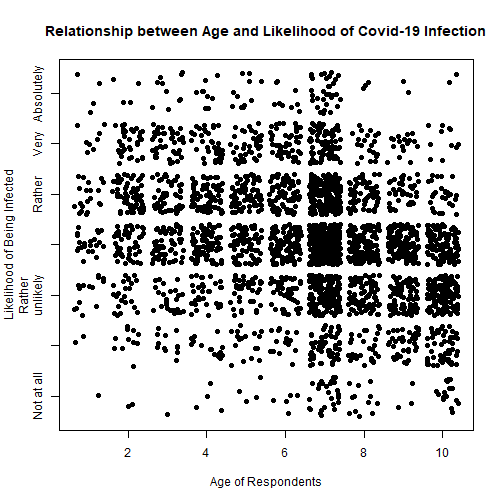 Relationship between Age and Likelihood of Covid-19 Infection
Likelihood of Being Infected
Absolutely
Very
Rather
Rather
unlikely
Not at all
2
4
6
8
10
Age of Respondents